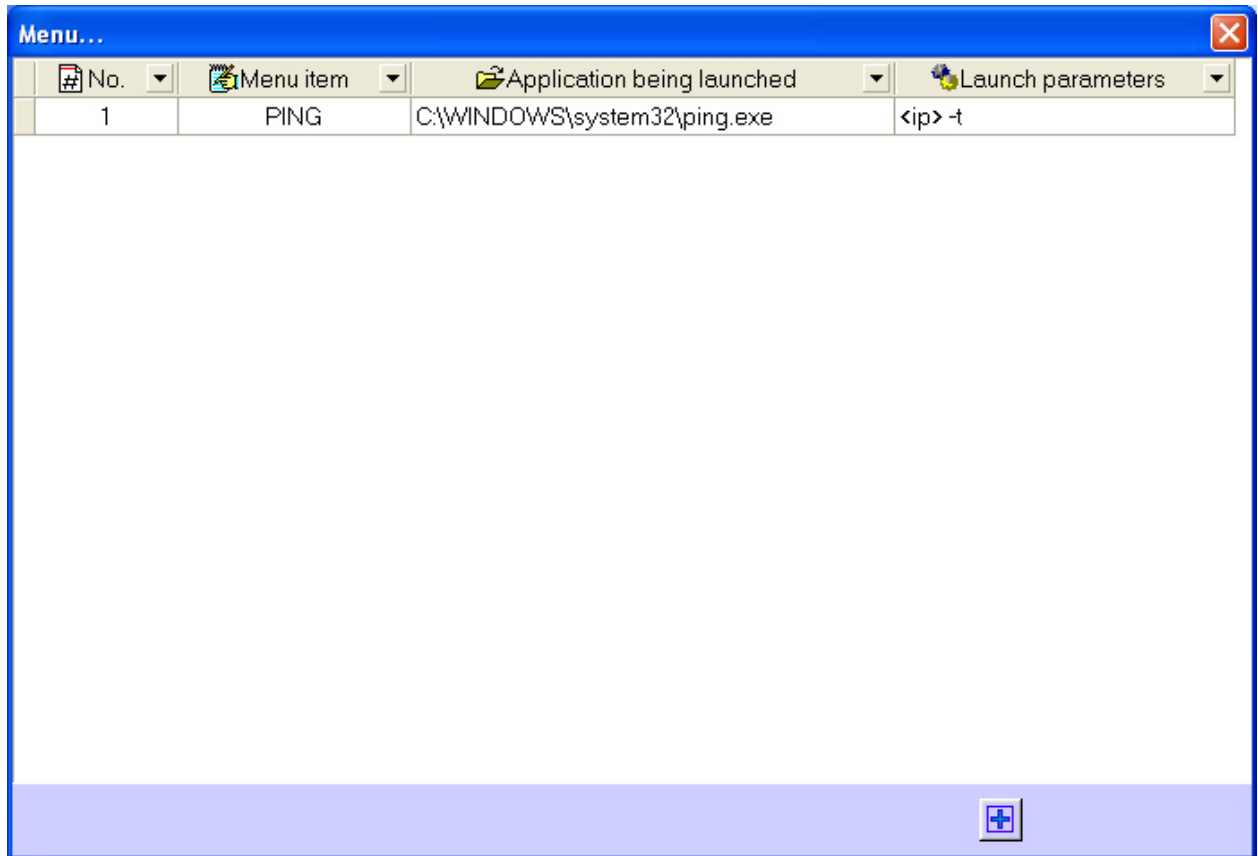 Menu...
No. Menu item Application being launched Launch parameters
1 PING C:\WINDOWS\system32\ping.exe <ip> -t